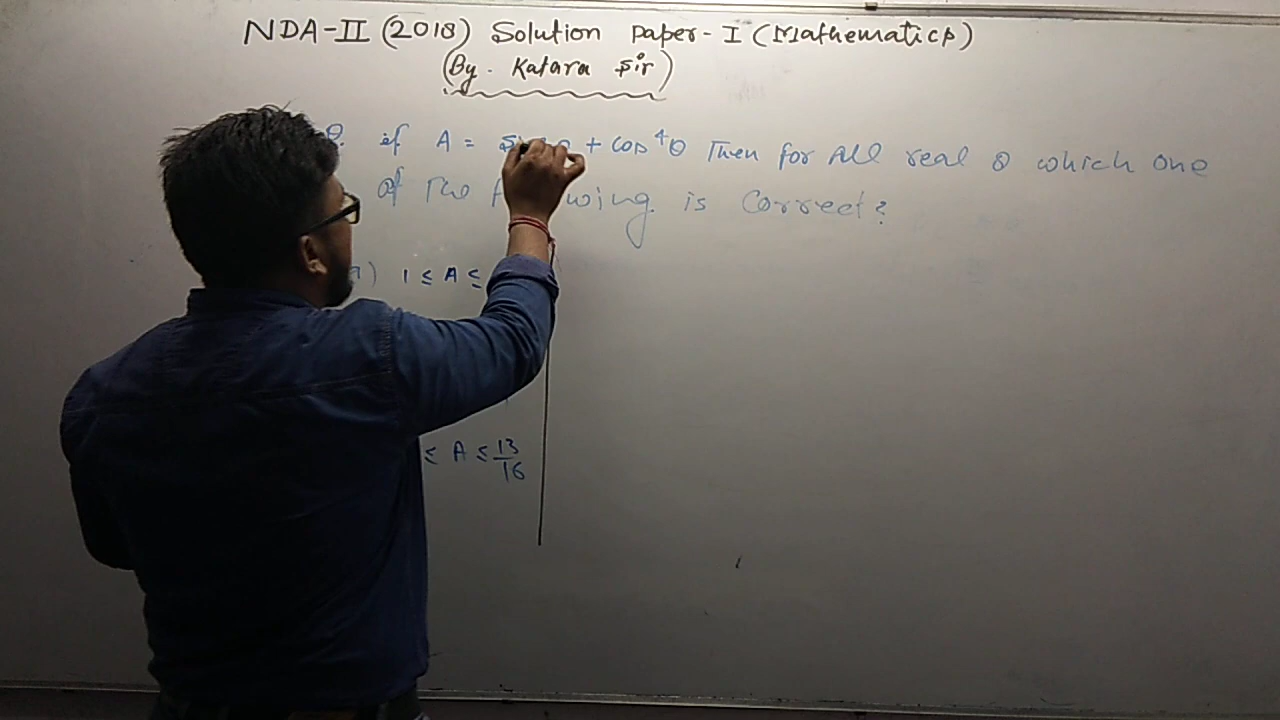 NDA-II (2018) Solution Paper-I (Mathematics)
(By. Katara Sir)
Q. if A = + cos⁴θ Then for All real θ which one
of The is Correct?
) 1 ≤ A ≤
≤ A ≤ 13/16